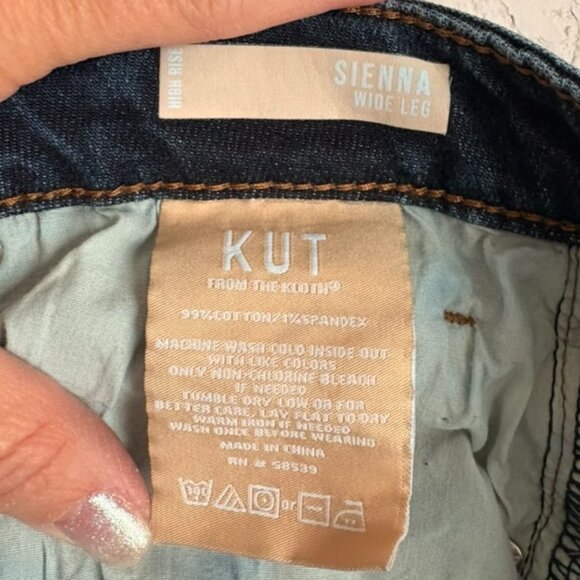 HIGH RISE
SIENNA
WIDE LEG
KUT
FROM THE KLOTH®
99%COTTON/1%SPANDEX
MACHINE WASH COLD INSIDE OUT
WITH LIKE COLORS
ONLY NON-CHLORINE BLEACH
IF NEEDED
TUMBLE DRY LOW OR FOR
BETTER CARE, LAY FLAT TO DRY
WARM IRON IF NEEDED
WASH ONCE BEFORE WEARING
MADE IN CHINA
RN # 58539
or